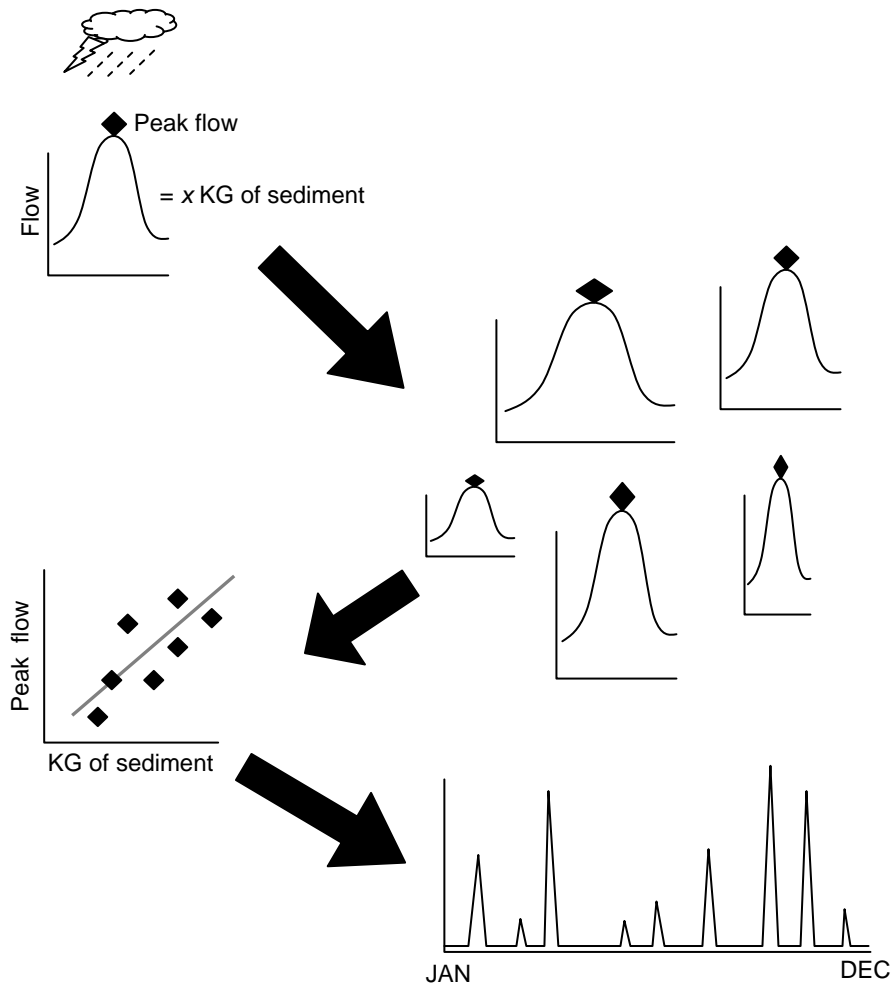 Peak flow
= x KG of sediment
Flow
Peak flow
KG of sediment
JAN
DEC